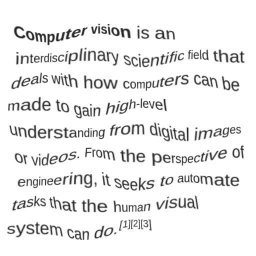 Computer vision is an
interdisciplinary scientific field that
deals with how computers can be
made to gain high-level
understanding from digital images
or videos. From the perspective of
engineering, it seeks to automate
tasks that the human visual
system can do.[1][2][3]